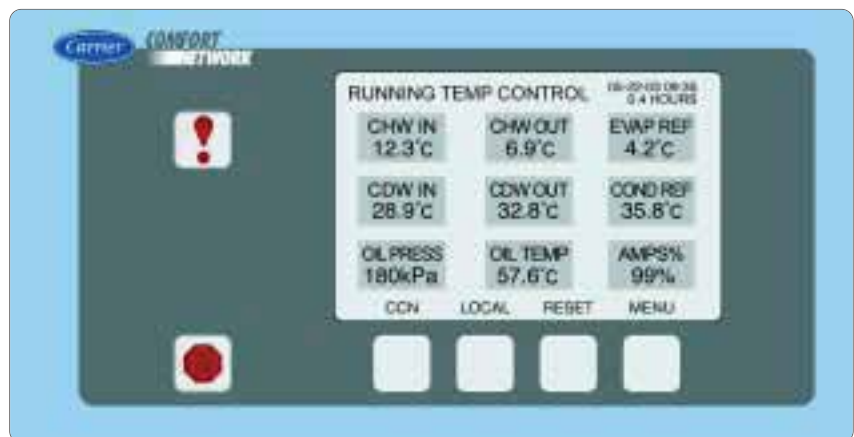 Carrier
COMFORT
NETWORK
RUNNING TEMP CONTROL
0.4 HOURS
CHW IN CHW OUT EVAP REF
12.3°C 6.9°C 4.2°C
CDW IN CDW OUT COND REF
28.9°C 32.8°C 35.8°C
OIL PRESS OIL TEMP AMPS%
180kPa 57.6°C 99%
CCN LOCAL RESET MENU